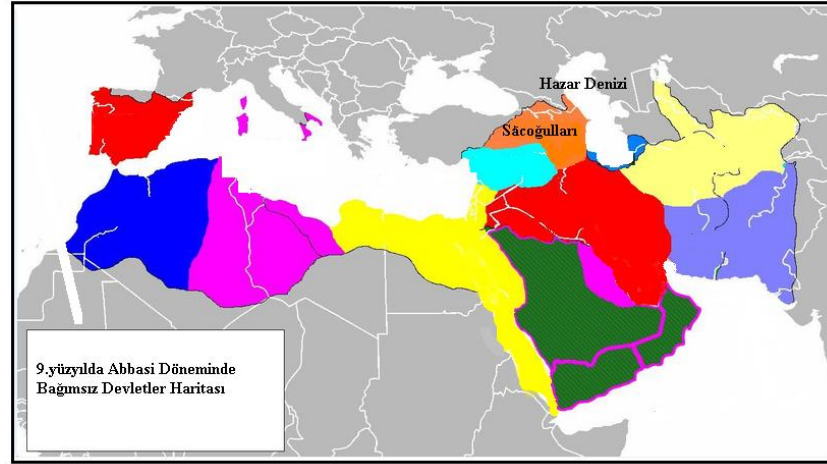 Hazar Denizi
Sâcoğulları
9.yüzyılda Abbasi Döneminde
Bağımsız Devletler Haritası